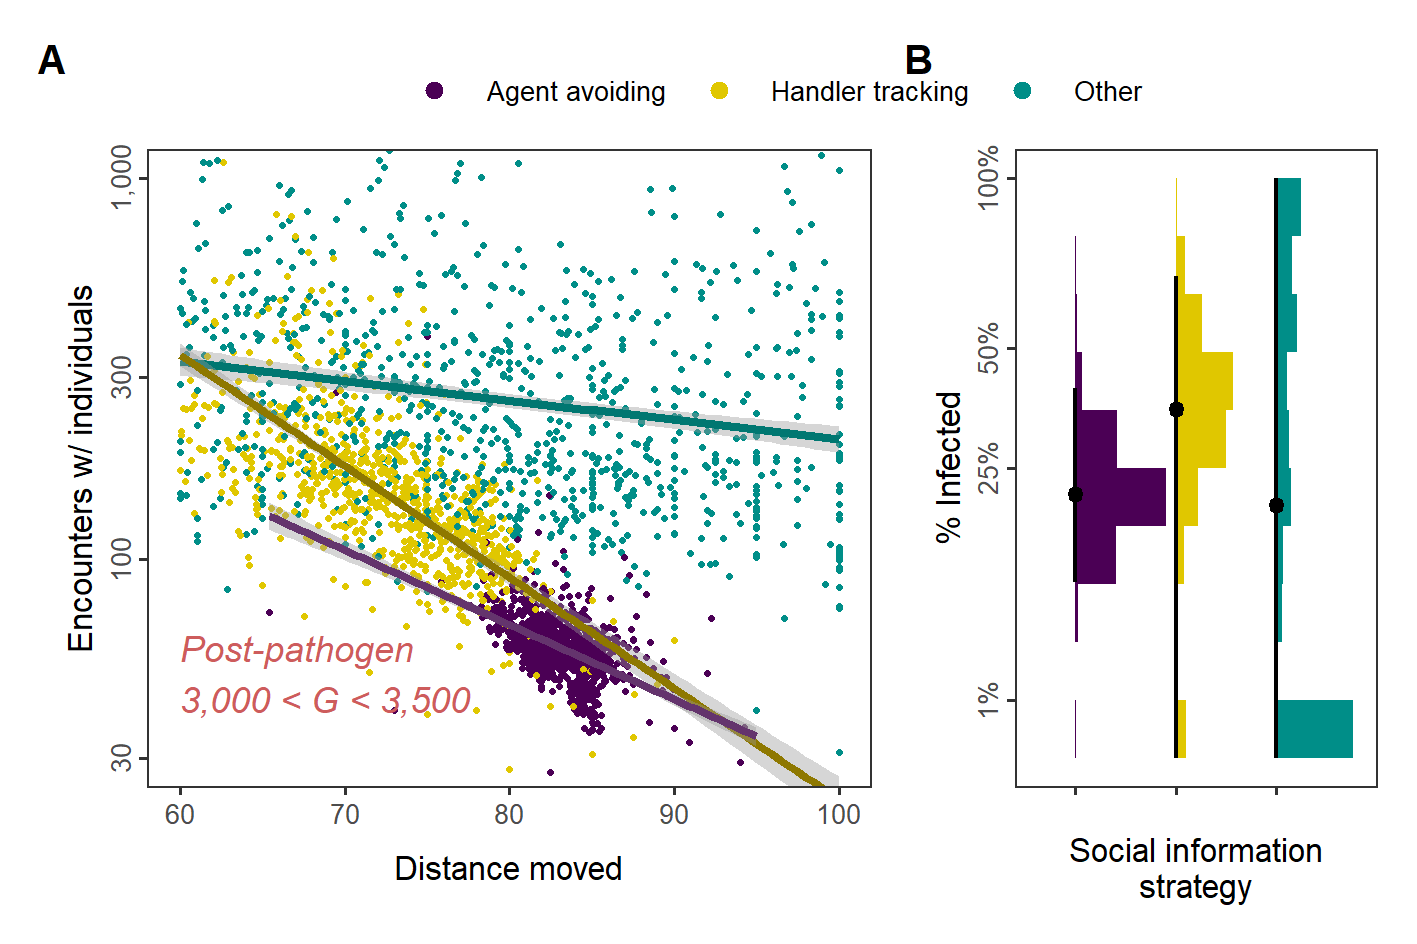 A
B
Agent avoiding
Handler tracking
Other
1,000
300
100
30
Encounters w/ individuals
Post-pathogen
3,000 < G < 3,500
60
70
80
90
100
Distance moved
100%
50%
25%
1%
% Infected
Social information
strategy